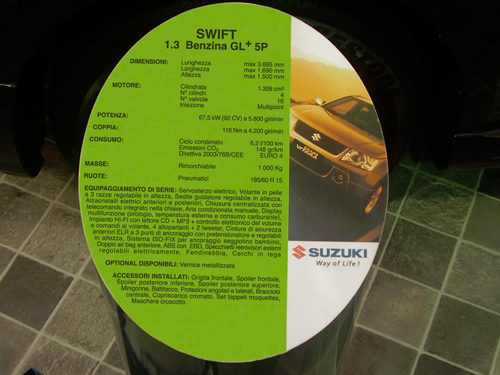 SWIFT
1.3 Benzina GL+ 5P
DIMENSIONI: Lunghezza max 3.695 mm
Larghezza max 1.690 mm
Altezza max 1.500 mm
MOTORE: Cilindrata 1.328 cm³
N° cilindri 4
N° valvole 16
Iniezione Multipoint
POTENZA: 67,5 kW (92 CV) a 5.800 giri/min
COPPIA: 116 Nm a 4.200 giri/min
CONSUMO: Ciclo combinato 6,2 l/100 km
Emissioni CO₂ 148 gr/km
Direttiva 2003/76B/CEE EURO 4
MASSE: Rimorchiabile 1.000 Kg
RUOTE: Pneumatici 185/60 R 15
EQUIPAGGIAMENTO DI SERIE: Servosterzo elettrico, Volante in pelle
a 3 razze regolabile in altezza, Sedile guidatore regolabile in altezza,
Alzacristalli elettrici anteriori e posteriori, Chiusura centralizzata con
telecomando integrato nella chiave, Aria condizionata manuale, Display
multifunzione (orologio, temperatura esterna e consumo carburante),
Impianto HI-FI con lettore CD + MP3 + controllo elettronico del volume
e comandi al volante, 4 altoparlanti + 2 tweeter, Cinture di sicurezza
anteriori ELR a 3 punti di ancoraggio con pretensionatore e regolabili
in altezza, Sistema ISO-FIX per ancoraggio seggiolino bambino,
Doppio air bag anteriore, ABS con EBD, Specchietti retrovisori esterni
regolabili elettricamente, Fendinebbia, Cerchi in lega
OPTIONAL DISPONIBILI: Vernice metallizzata
ACCESSORI INSTALLATI: Griglia frontale, Spoiler frontale,
Spoiler posteriore inferiore, Spoiler posteriore superiore,
Minigonne, Battifiacco, Protezioni angolari e laterali, Bracciolo
centrale, Copriscarico cromato, Set tappeti moquettes,
Maschera cruscotto
SUZUKI
Way of Life!